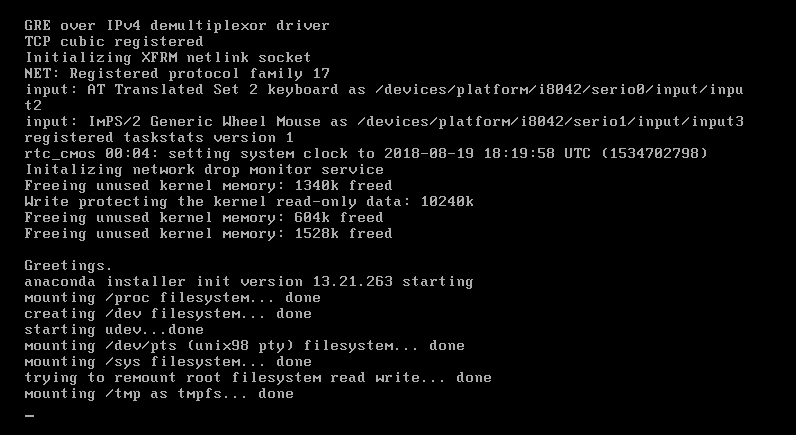 GRE over IPv4 demultiplexor driver
TCP cubic registered
Initializing XFRM netlink socket
NET: Registered protocol family 17
input: AT Translated Set 2 keyboard as /devices/platform/i8042/serio0/input/inpu
t2
input: ImPS/2 Generic Wheel Mouse as /devices/platform/i8042/serio1/input/input3
registered taskstats version 1
rtc_cmos 00:04: setting system clock to 2018-08-19 18:19:58 UTC (1534702798)
Initalizing network drop monitor service
Freeing unused kernel memory: 1340k freed
Write protecting the kernel read-only data: 10240k
Freeing unused kernel memory: 604k freed
Freeing unused kernel memory: 1528k freed

Greetings.
anaconda installer init version 13.21.263 starting
mounting /proc filesystem... done
creating /dev filesystem... done
starting udev...done
mounting /dev/pts (unix98 pty) filesystem... done
mounting /sys filesystem... done
trying to remount root filesystem read write... done
mounting /tmp as tmpfs... done
_